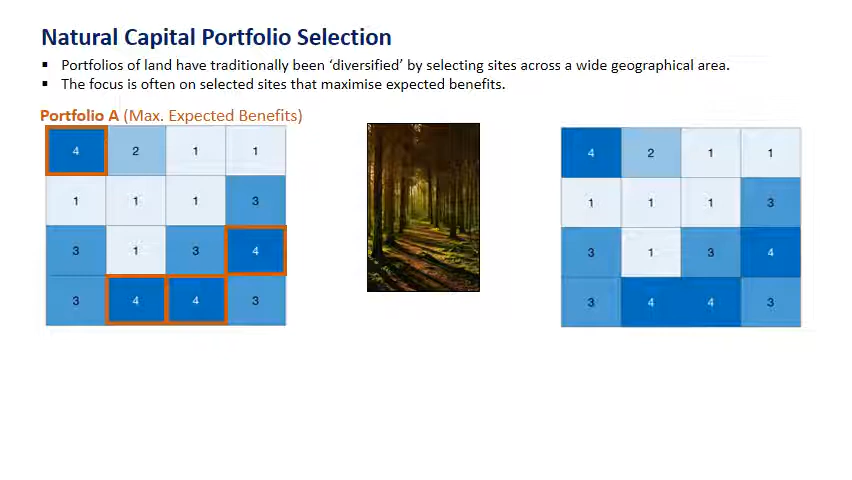 Natural Capital Portfolio Selection
▪ Portfolios of land have traditionally been ‘diversified’ by selecting sites across a wide geographical area.
▪ The focus is often on selected sites that maximise expected benefits.
Portfolio A (Max. Expected Benefits)
4 2 1 1
1 1 1 3
3 1 3 4
3 4 4 3
4 2 1 1
1 1 1 3
3 1 3 4
3 4 4 3